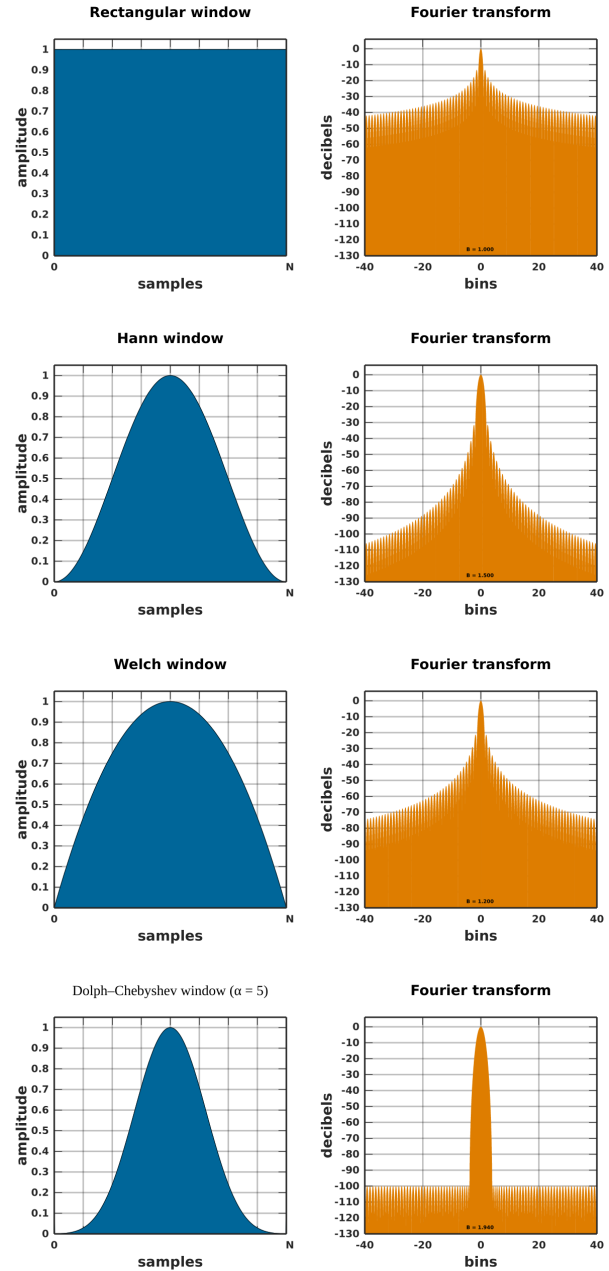 Rectangular window
Fourier transform
1
0.9
0.8
0.7
0.6
0.5
0.4
0.3
0.2
0.1
0
amplitude
0
N
samples
0
-10
-20
-30
-40
-50
-60
-70
-80
-90
-100
-110
-120
-130
decibels
B = 1.000
-40 -20 0 20 40
bins
Hann window
Fourier transform
1
0.9
0.8
0.7
0.6
0.5
0.4
0.3
0.2
0.1
0
amplitude
0
N
samples
0
-10
-20
-30
-40
-50
-60
-70
-80
-90
-100
-110
-120
-130
decibels
B = 1.500
-40 -20 0 20 40
bins
Welch window
Fourier transform
1
0.9
0.8
0.7
0.6
0.5
0.4
0.3
0.2
0.1
0
amplitude
0
N
samples
0
-10
-20
-30
-40
-50
-60
-70
-80
-90
-100
-110
-120
-130
decibels
B = 1.200
-40 -20 0 20 40
bins
Dolph–Chebyshev window (α = 5)
Fourier transform
1
0.9
0.8
0.7
0.6
0.5
0.4
0.3
0.2
0.1
0
amplitude
0
N
samples
0
-10
-20
-30
-40
-50
-60
-70
-80
-90
-100
-110
-120
-130
decibels
B = 1.940
-40 -20 0 20 40
bins